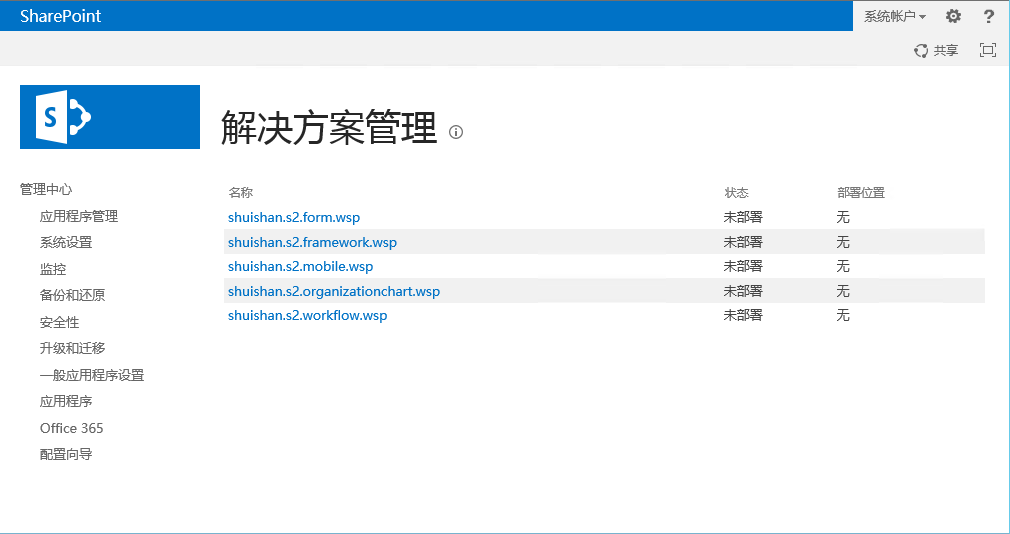 SharePoint 系统帐户 ?
共享
S
解决方案管理
管理中心
应用程序管理
系统设置
监控
备份和还原
安全性
升级和迁移
一般应用程序设置
应用程序
Office 365
配置向导
名称 状态 部署位置
shuishan.s2.form.wsp 未部署 无
shuishan.s2.framework.wsp 未部署 无
shuishan.s2.mobile.wsp 未部署 无
shuishan.s2.organizationchart.wsp 未部署 无
shuishan.s2.workflow.wsp 未部署 无